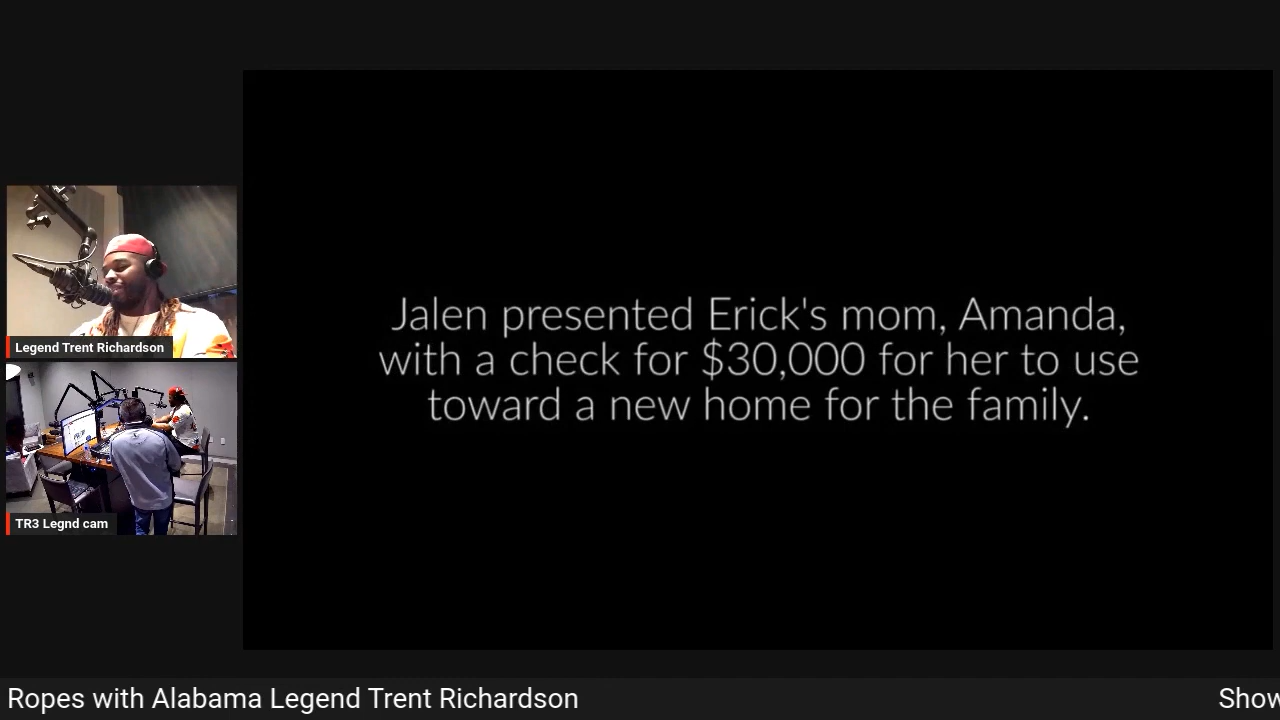 Legend Trent Richardson
TR3 Legnd cam
Jalen presented Erick's mom, Amanda,
with a check for $30,000 for her to use
toward a new home for the family.
Ropes with Alabama Legend Trent Richardson
Show